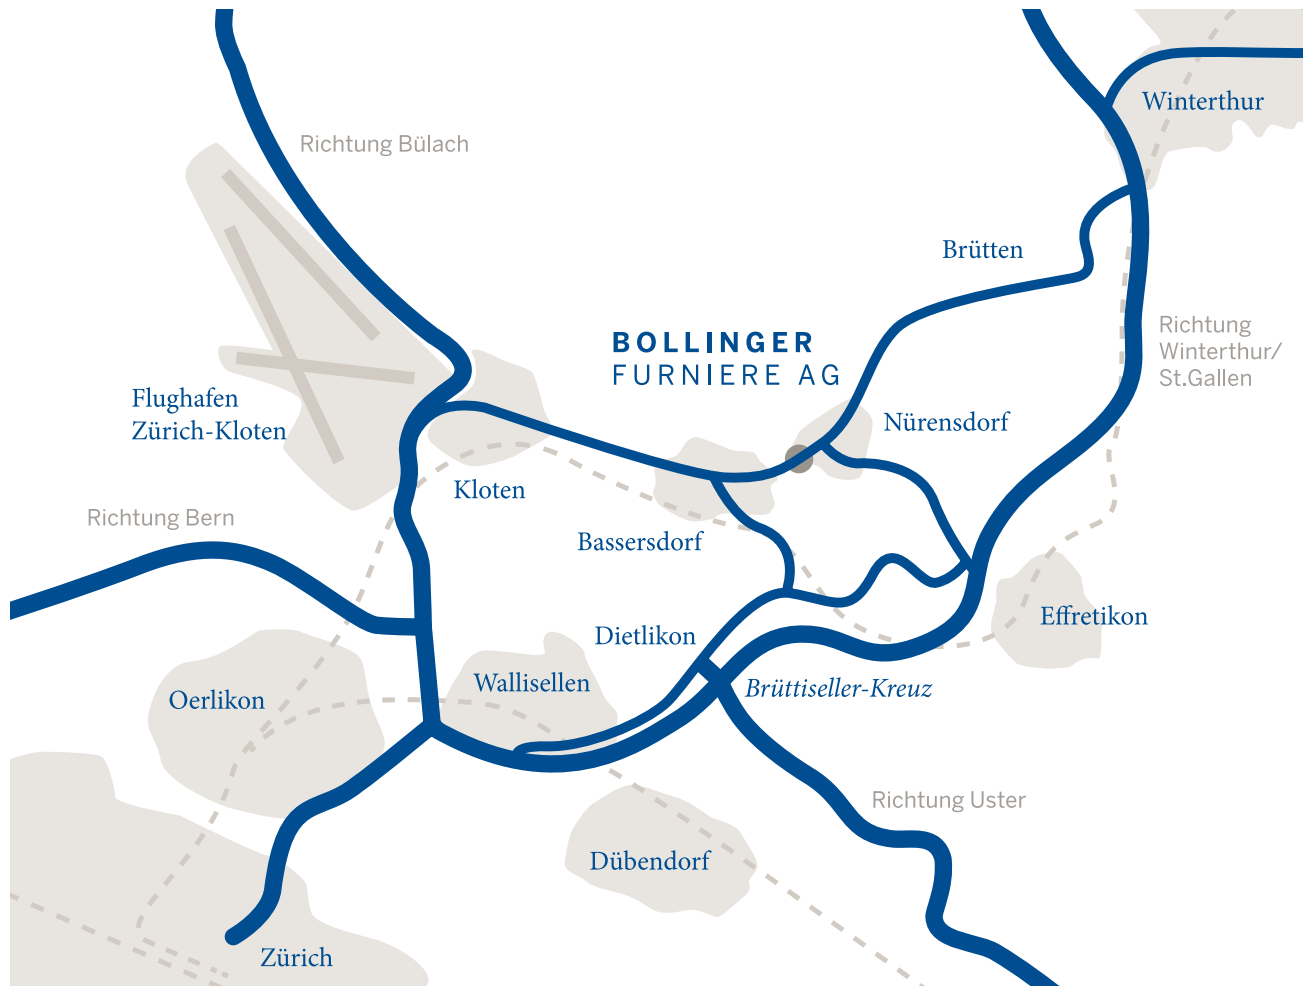 Winterthur
Richtung Bülach
Brütten
Richtung
Winterthur/
St.Gallen
BOLLINGER
FURNIERE AG
Flughafen
Zürich-Kloten
Nürensdorf
Kloten
Richtung Bern
Bassersdorf
Effretikon
Dietlikon
Wallisellen
Brüttiseller-Kreuz
Oerlikon
Richtung Uster
Dübendorf
Zürich